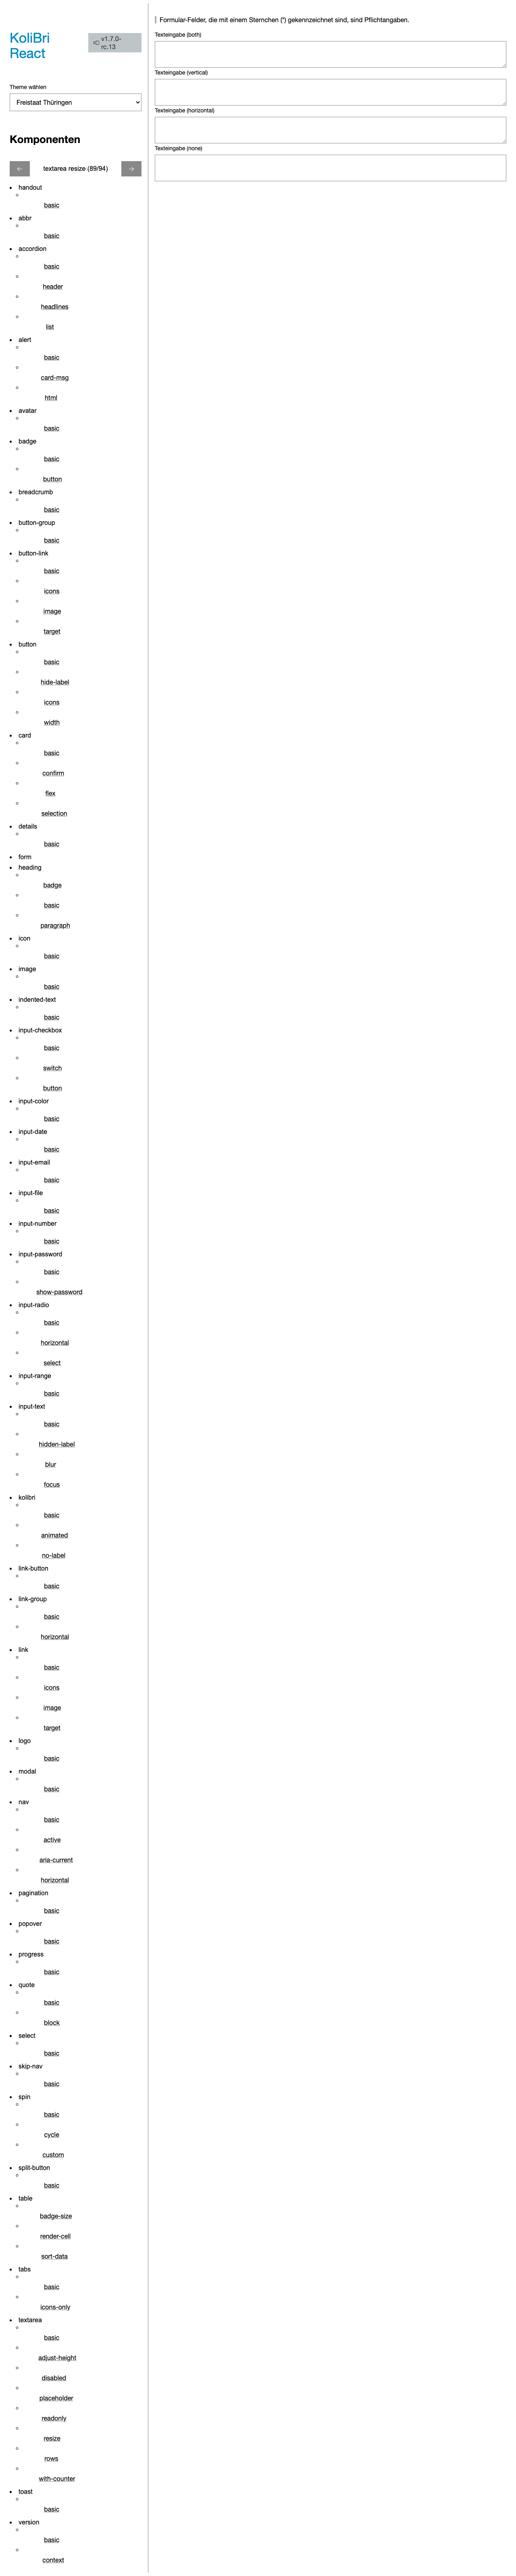 KoliBri
React
v1.7.0-
rc.13
Theme wählen
Freistaat Thüringen
Komponenten
textarea resize (89/94)
handout
basic
abbr
basic
accordion
basic
header
headlines
list
alert
basic
card-msg
html
avatar
basic
badge
basic
button
breadcrumb
basic
button-group
basic
button-link
basic
icons
image
target
button
basic
hide-label
icons
width
card
basic
confirm
flex
selection
details
basic
form
heading
badge
basic
paragraph
icon
basic
image
basic
indented-text
basic
input-checkbox
basic
switch
button
input-color
basic
input-date
basic
input-email
basic
input-file
basic
input-number
basic
input-password
basic
show-password
input-radio
basic
horizontal
select
input-range
basic
input-text
basic
hidden-label
blur
focus
kolibri
basic
animated
no-label
link-button
basic
link-group
basic
horizontal
link
basic
icons
image
target
logo
basic
modal
basic
nav
basic
active
aria-current
horizontal
pagination
basic
popover
basic
progress
basic
quote
basic
block
select
basic
skip-nav
basic
spin
basic
cycle
custom
split-button
basic
table
badge-size
render-cell
sort-data
tabs
basic
icons-only
textarea
basic
adjust-height
disabled
placeholder
readonly
resize
rows
with-counter
toast
basic
version
basic
context
Formular-Felder, die mit einem Sternchen (*) gekennzeichnet sind, sind Pflichtangaben.
Texteingabe (both)
Texteingabe (vertical)
Texteingabe (horizontal)
Texteingabe (none)